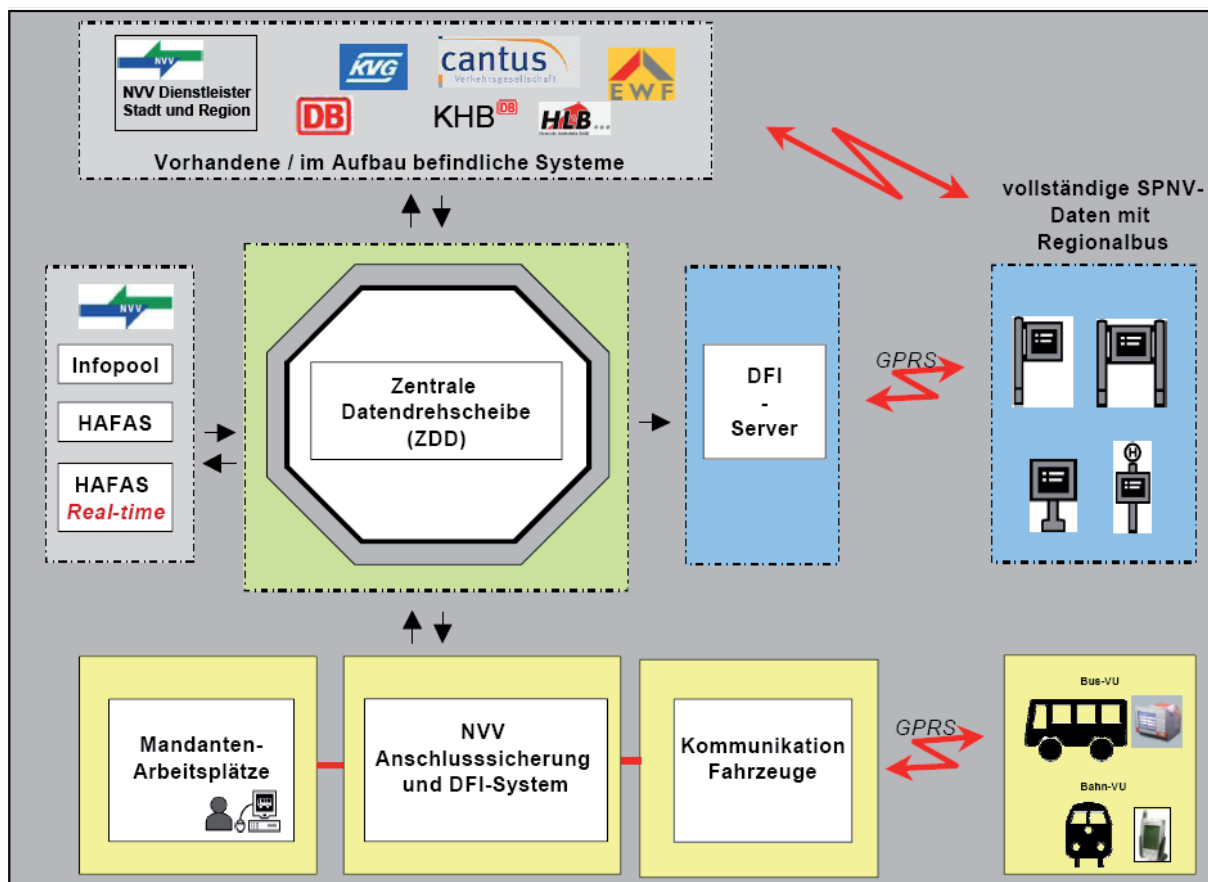 NVV
NVV Dienstleister
Stadt und Region
KVG
cantus
Verkehrsgesellschaft
EWF
DB
KHB DB
HLB...
Vorhandene / im Aufbau befindliche Systeme
vollständige SPNV-
Daten mit
Regionalbus
NVV
Infopool
HAFAS
HAFAS
Real-time
Zentrale
Datendrehscheibe
(ZDD)
DFI
-
Server
GPRS
H
Mandanten-
Arbeitsplätze
NVV
Anschlusssicherung
und DFI-System
Kommunikation
Fahrzeuge
GPRS
Bus-VU
Bahn-VU